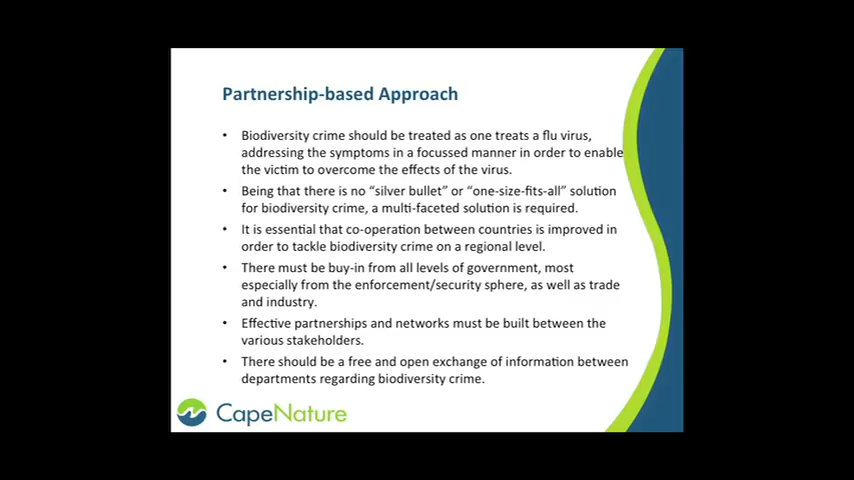 Partnership-based Approach
• Biodiversity crime should be treated as one treats a flu virus,
addressing the symptoms in a focussed manner in order to enable
the victim to overcome the effects of the virus.
• Being that there is no “silver bullet” or “one-size-fits-all” solution
for biodiversity crime, a multi-faceted solution is required.
• It is essential that co-operation between countries is improved in
order to tackle biodiversity crime on a regional level.
• There must be buy-in from all levels of government, most
especially from the enforcement/security sphere, as well as trade
and industry.
• Effective partnerships and networks must be built between the
various stakeholders.
• There should be a free and open exchange of information between
departments regarding biodiversity crime.
CapeNature